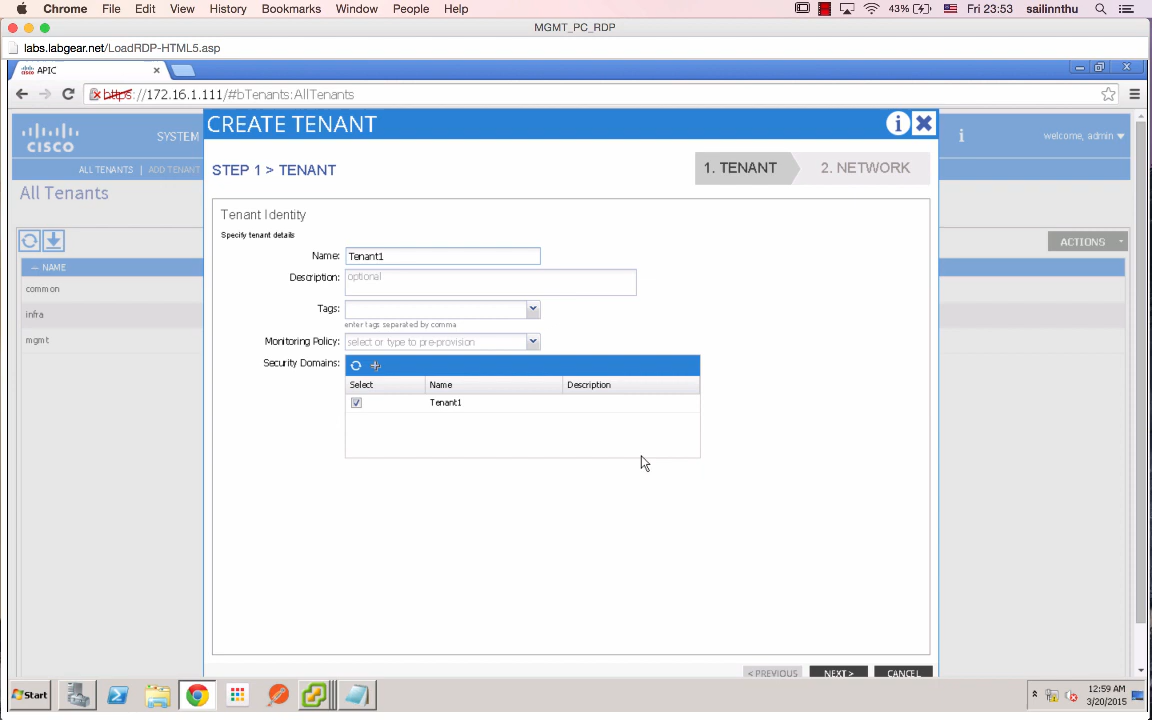 Chrome File Edit View History Bookmarks Window People Help 43% Fri 23:53 sailinnthu
MGMT_PC_RDP
labs.labgear.net/LoadRDP-HTML5.asp
APIC
https://172.16.1.111/#bTenants:AllTenants
CISCO SYSTEM CREATE TENANT i i welcome, admin
STEP 1 > TENANT 1. TENANT 2. NETWORK
ALL TENANTS | ADD TENANT
All Tenants
Tenant Identity
Specify tenant details
ACTIONS
Name: Tenant1
NAME
Description: optional
common
Tags:
infra
enter tags separated by comma
mgmt
Monitoring Policy: select or type to pre-provision
Security Domains:
Select Name Description
Tenant1
< PREVIOUS NEXT > CANCEL
Start 12:59 AM
3/20/2015